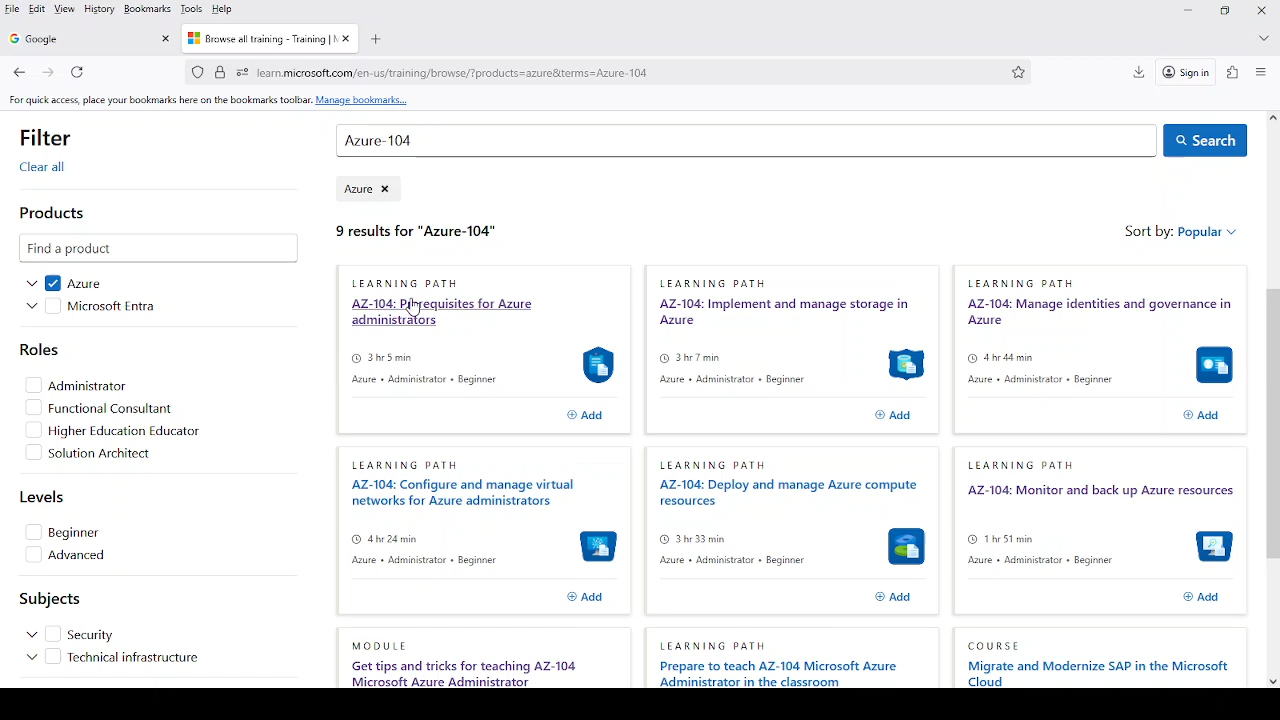 File Edit View History Bookmarks Tools Help
Google
Browse all training - Training | M
learn.microsoft.com/en-us/training/browse/?products=azure&terms=Azure-104
Sign in
For quick access, place your bookmarks here on the bookmarks toolbar. Manage bookmarks...
Filter
Clear all
Products
Find a product
Azure
Microsoft Entra
Roles
Administrator
Functional Consultant
Higher Education Educator
Solution Architect
Levels
Beginner
Advanced
Subjects
Security
Technical infrastructure
Azure-104
Search
Azure
9 results for "Azure-104"
Sort by: Popular
LEARNING PATH
AZ-104: Prerequisites for Azure
administrators
3 hr 5 min
Azure • Administrator • Beginner
Add
LEARNING PATH
AZ-104: Implement and manage storage in
Azure
3 hr 7 min
Azure • Administrator • Beginner
Add
LEARNING PATH
AZ-104: Manage identities and governance in
Azure
4 hr 44 min
Azure • Administrator • Beginner
Add
LEARNING PATH
AZ-104: Configure and manage virtual
networks for Azure administrators
4 hr 24 min
Azure • Administrator • Beginner
Add
LEARNING PATH
AZ-104: Deploy and manage Azure compute
resources
3 hr 33 min
Azure • Administrator • Beginner
Add
LEARNING PATH
AZ-104: Monitor and back up Azure resources
1 hr 51 min
Azure • Administrator • Beginner
Add
MODULE
Get tips and tricks for teaching AZ-104
Microsoft Azure Administrator
LEARNING PATH
Prepare to teach AZ-104 Microsoft Azure
Administrator in the classroom
COURSE
Migrate and Modernize SAP in the Microsoft
Cloud